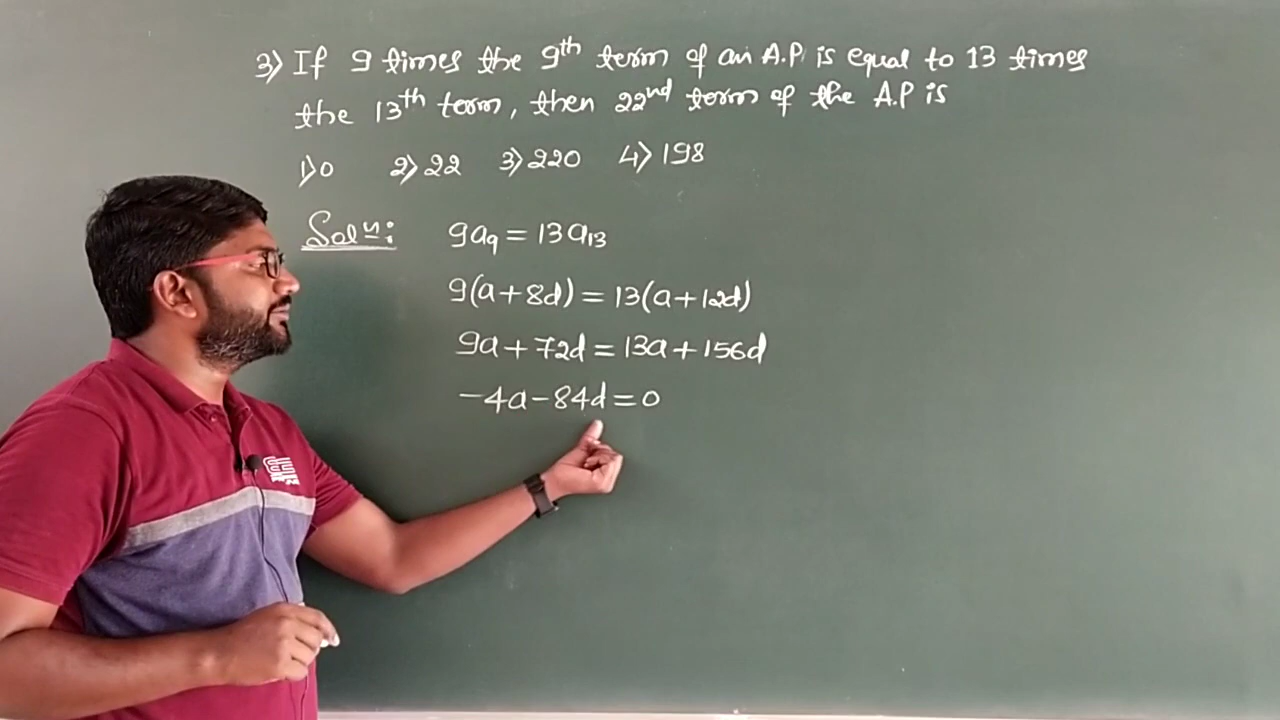 3) If 9 times the 9th term of an A.P. is equal to 13 times
the 13th term, then 22nd term of the A.P is
1) 0 2) 22 3) 220 4) 198
Solⁿ: 9a₉ = 13a₁₃
9(a+8d) = 13(a+12d)
9a+72d = 13a+156d
-4a-84d=0